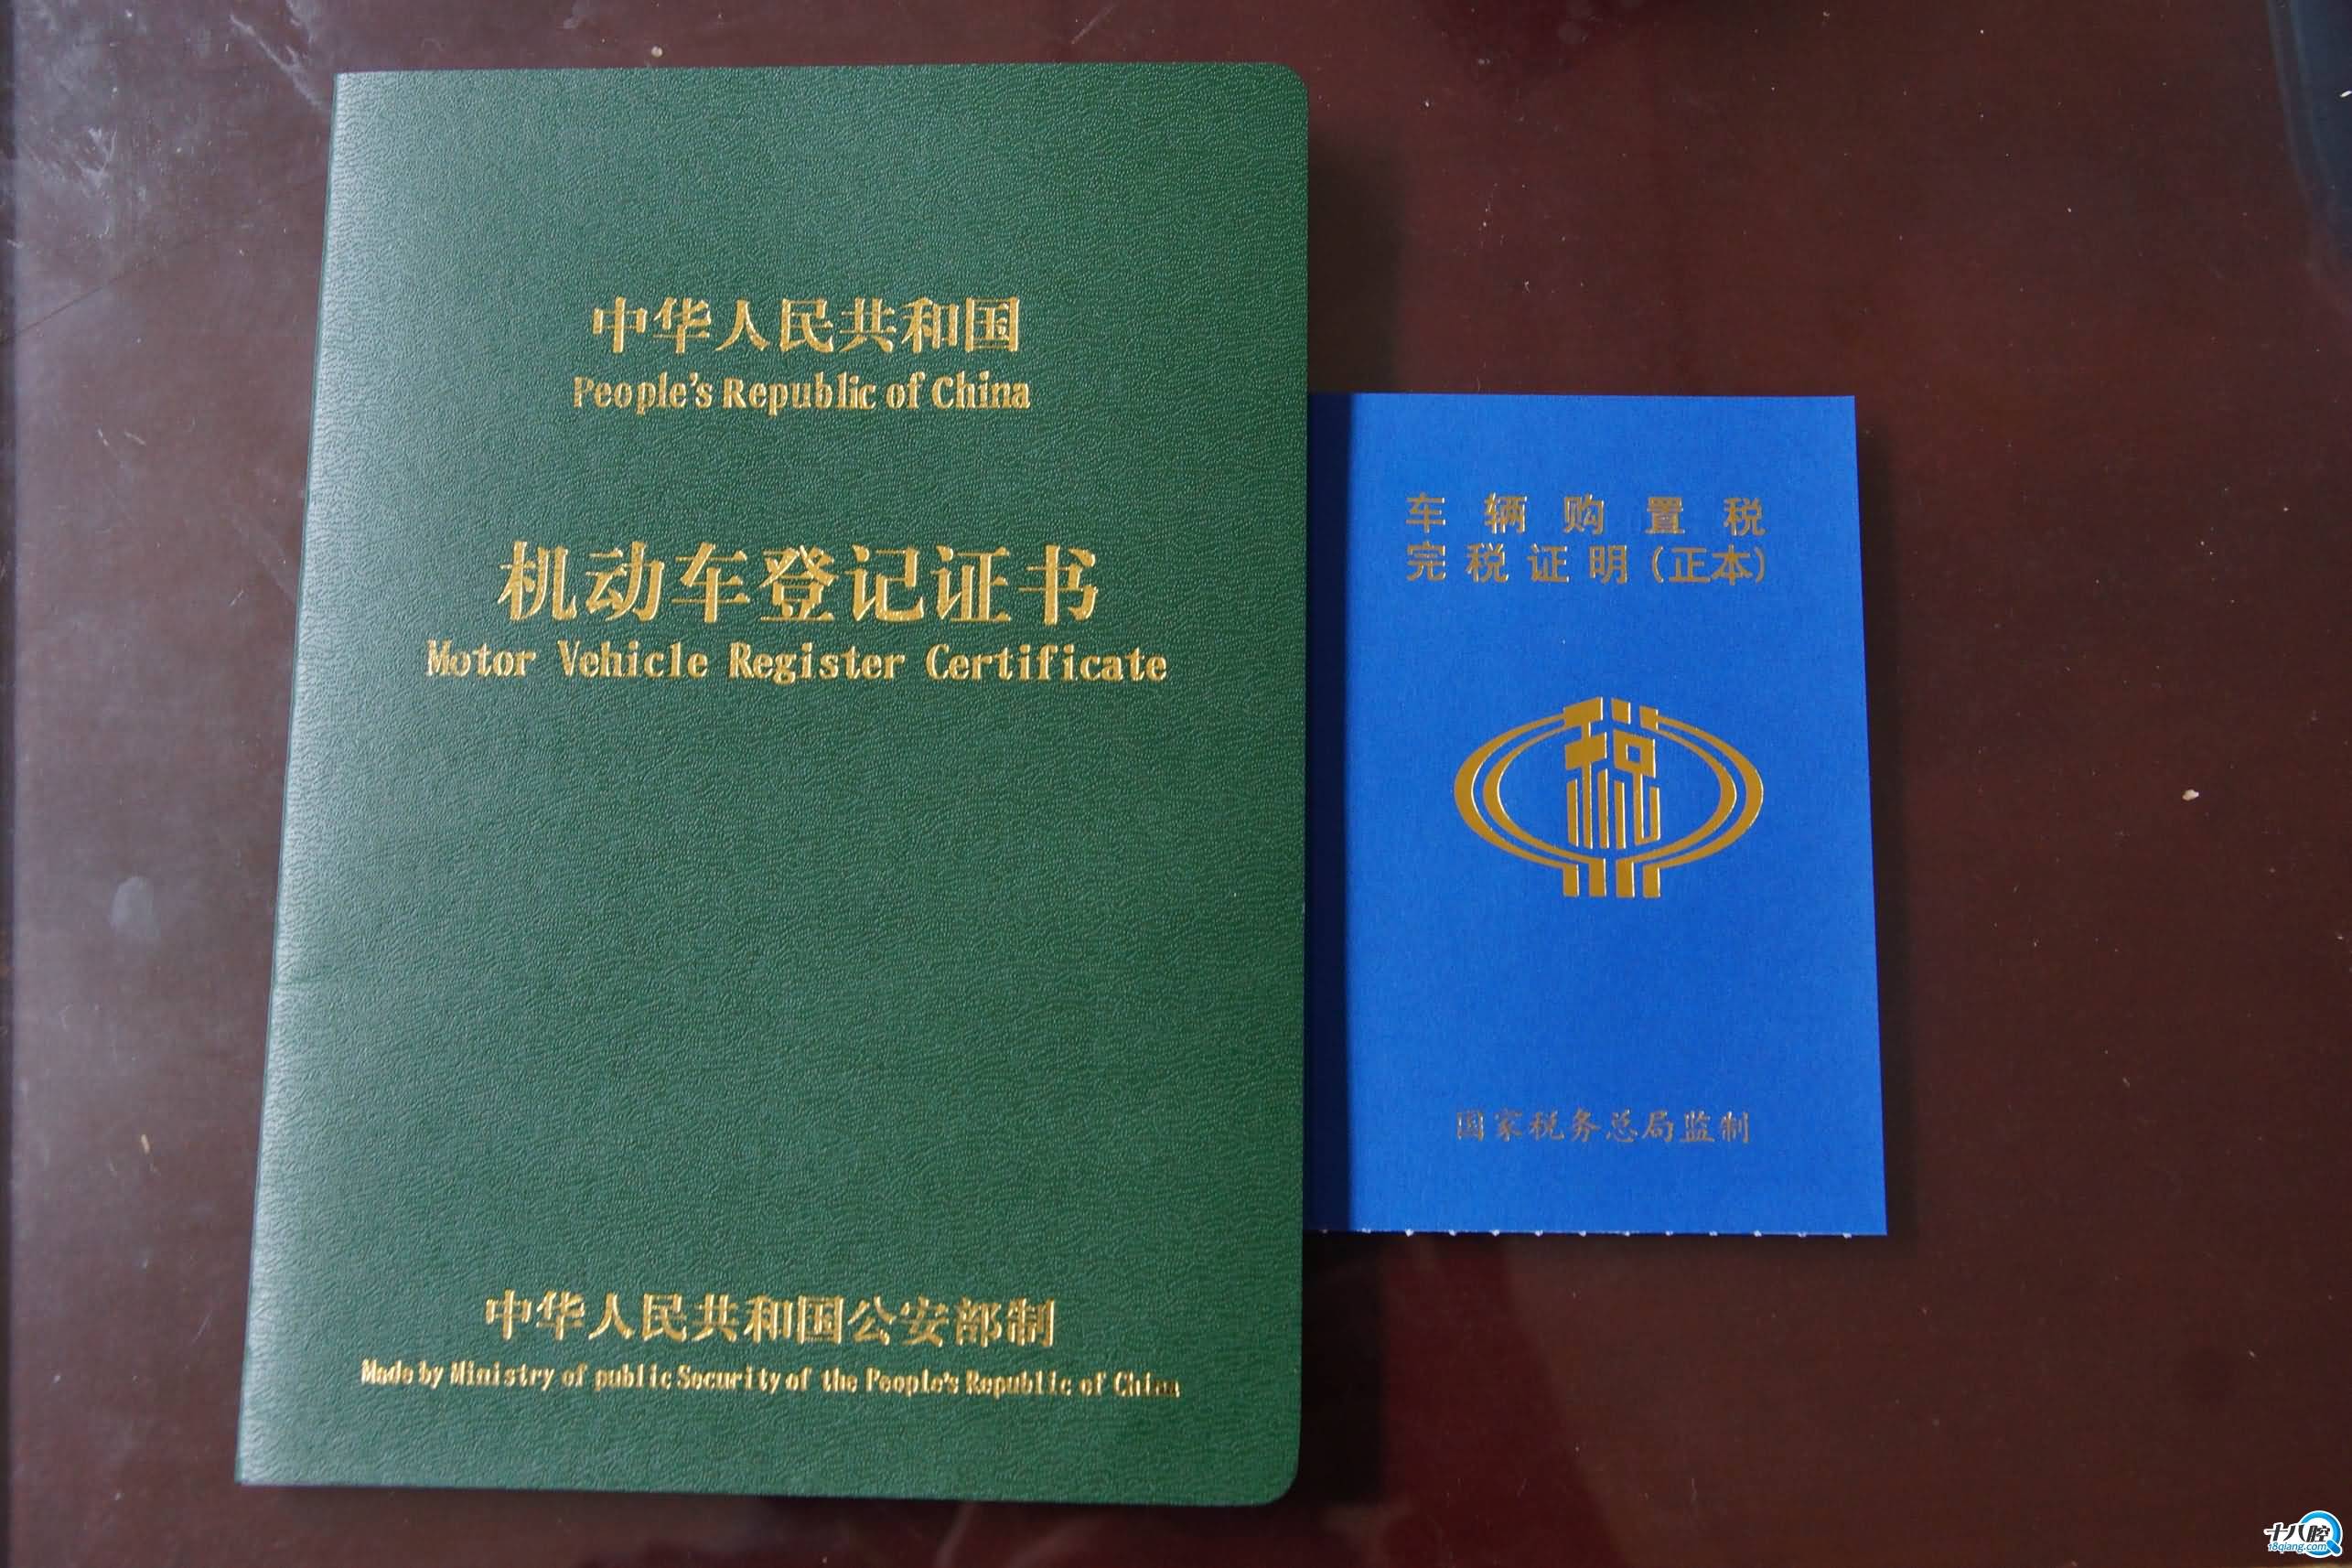 中华人民共和国
People's Republic of China
机动车登记证书
Motor Vehicle Register Certificate
中华人民共和国公安部制
Made by Ministry of public Security of the People's Republic of China
车辆购置税
完税证明(正本)
税
国家税务总局监制
十八腔
18qiang.com